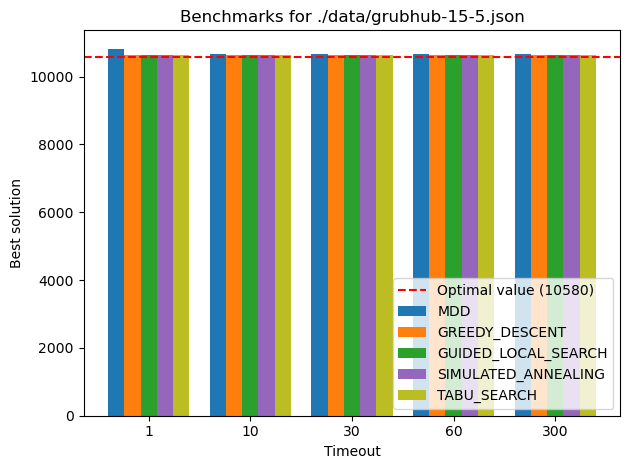 Benchmarks for ./data/grubhub-15-5.json
Best solution
10000
8000
6000
4000
2000
0
Optimal value (10580)
MDD
GREEDY_DESCENT
GUIDED_LOCAL_SEARCH
SIMULATED_ANNEALING
TABU_SEARCH
1 10 30 60 300
Timeout